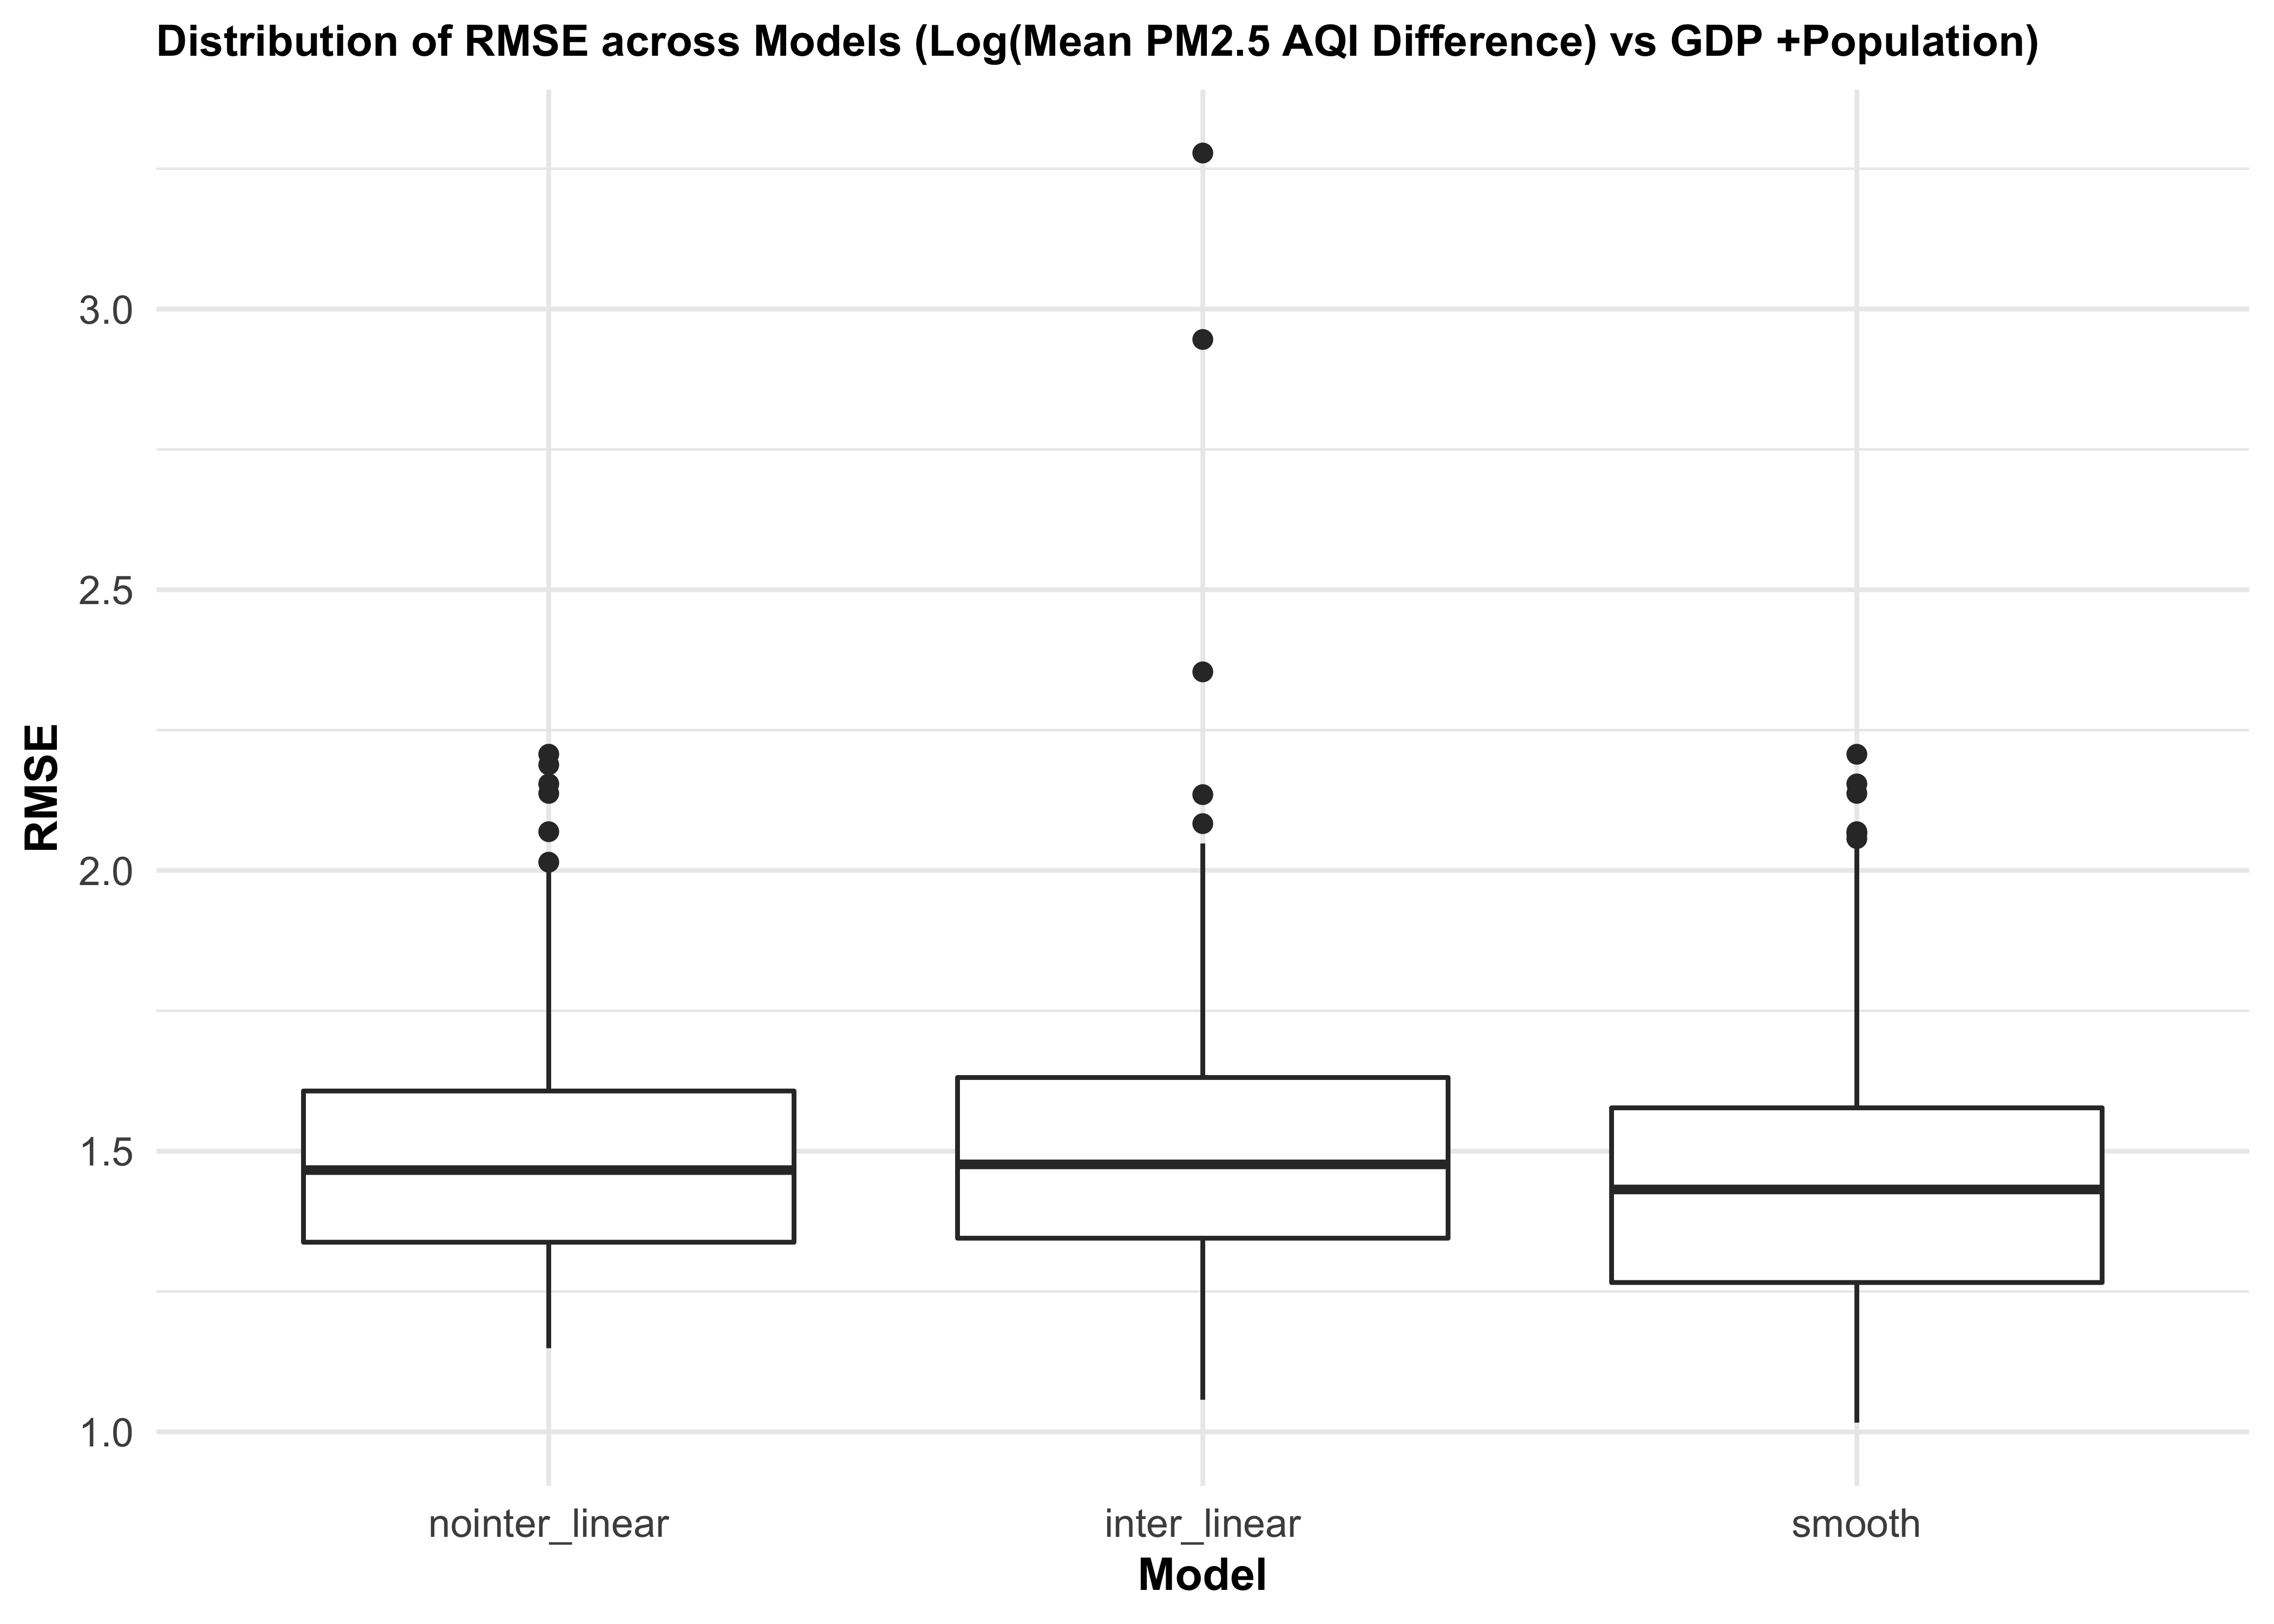 Distribution of RMSE across Models (Log(Mean PM2.5 AQI Difference) vs GDP +Population)
RMSE
3.0
2.5
2.0
1.5
1.0
nointer_linear
inter_linear
smooth
Model